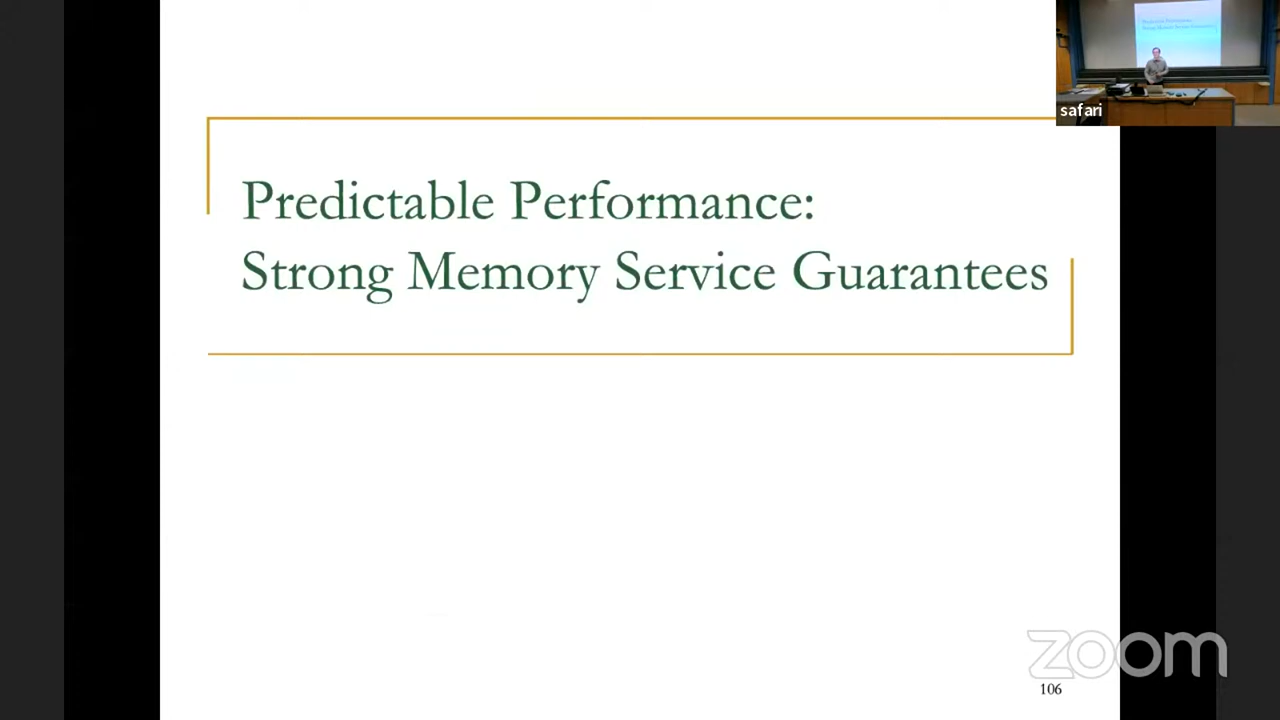 safari
Predictable Performance:
Strong Memory Service Guarantees
zoom
106